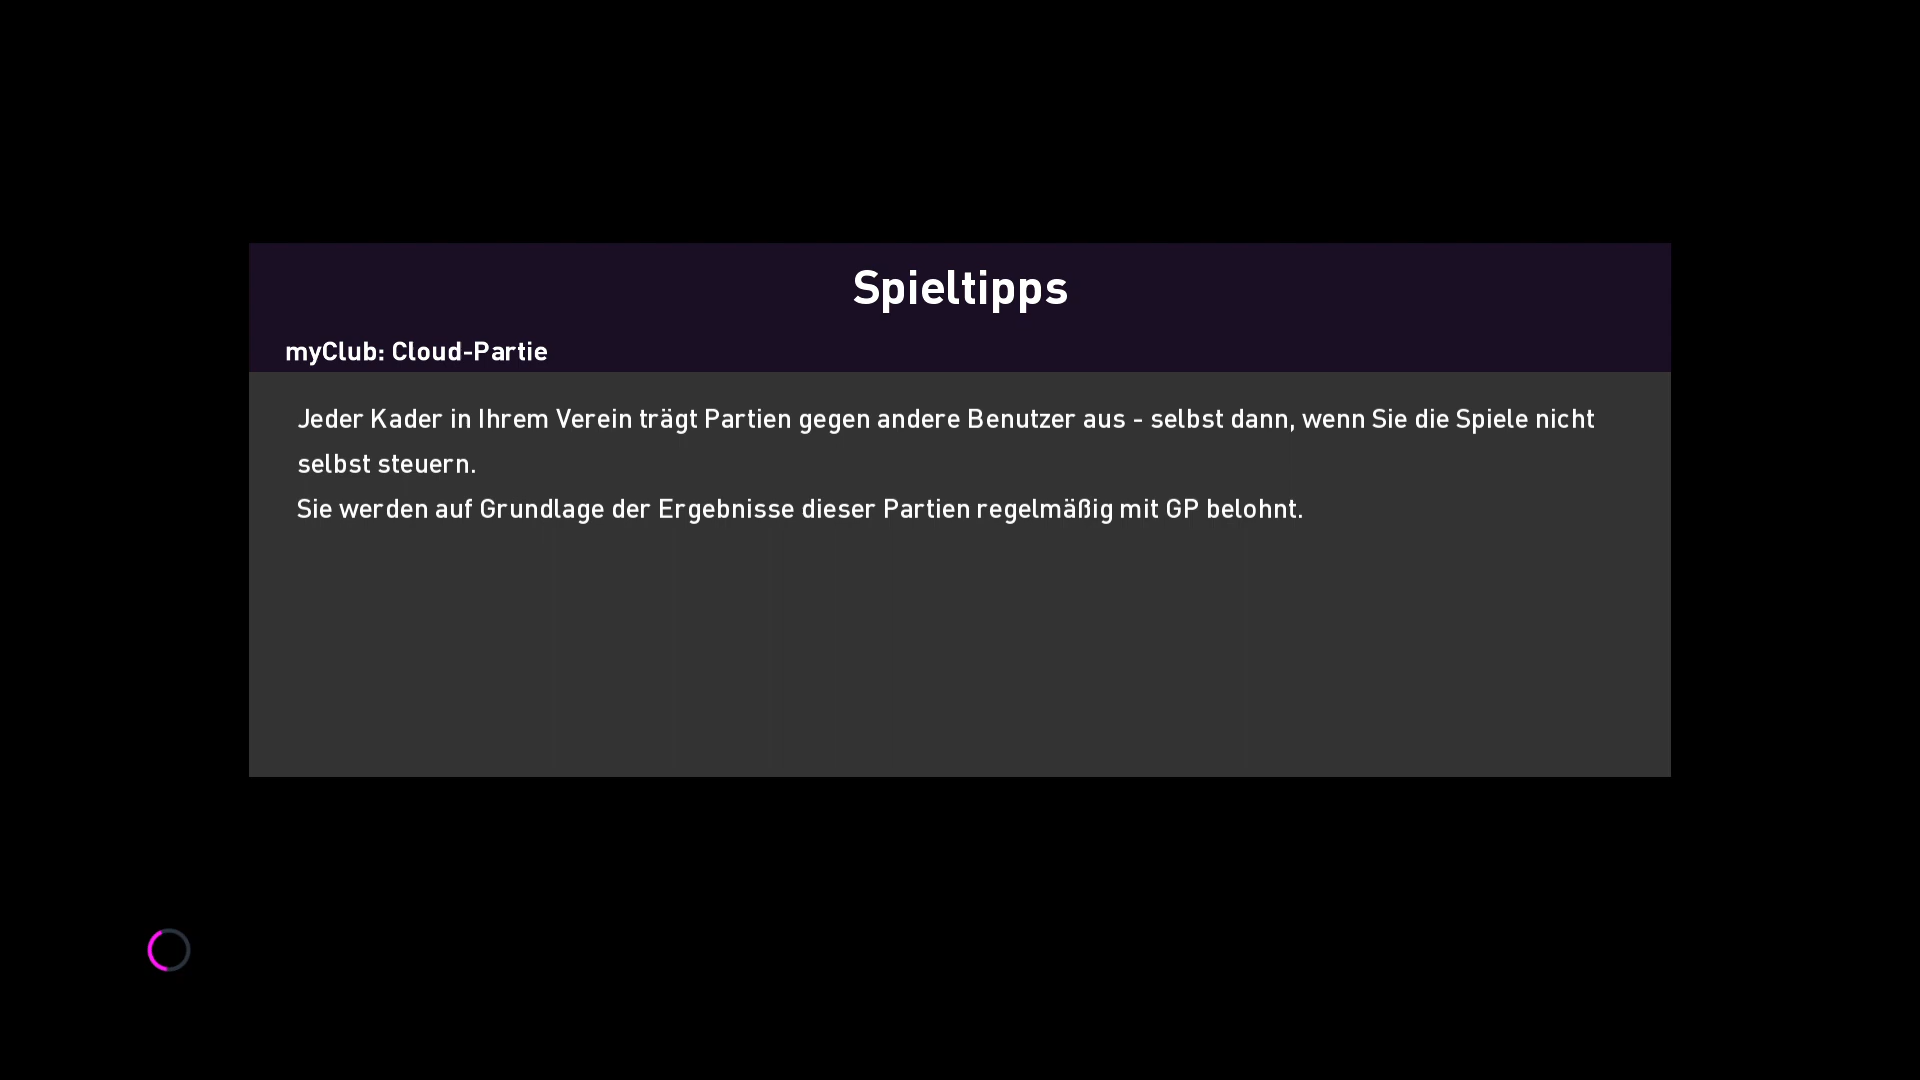 Spieltipps
myClub: Cloud-Partie
Jeder Kader in Ihrem Verein trägt Partien gegen andere Benutzer aus - selbst dann, wenn Sie die Spiele nicht
selbst steuern.
Sie werden auf Grundlage der Ergebnisse dieser Partien regelmäßig mit GP belohnt.